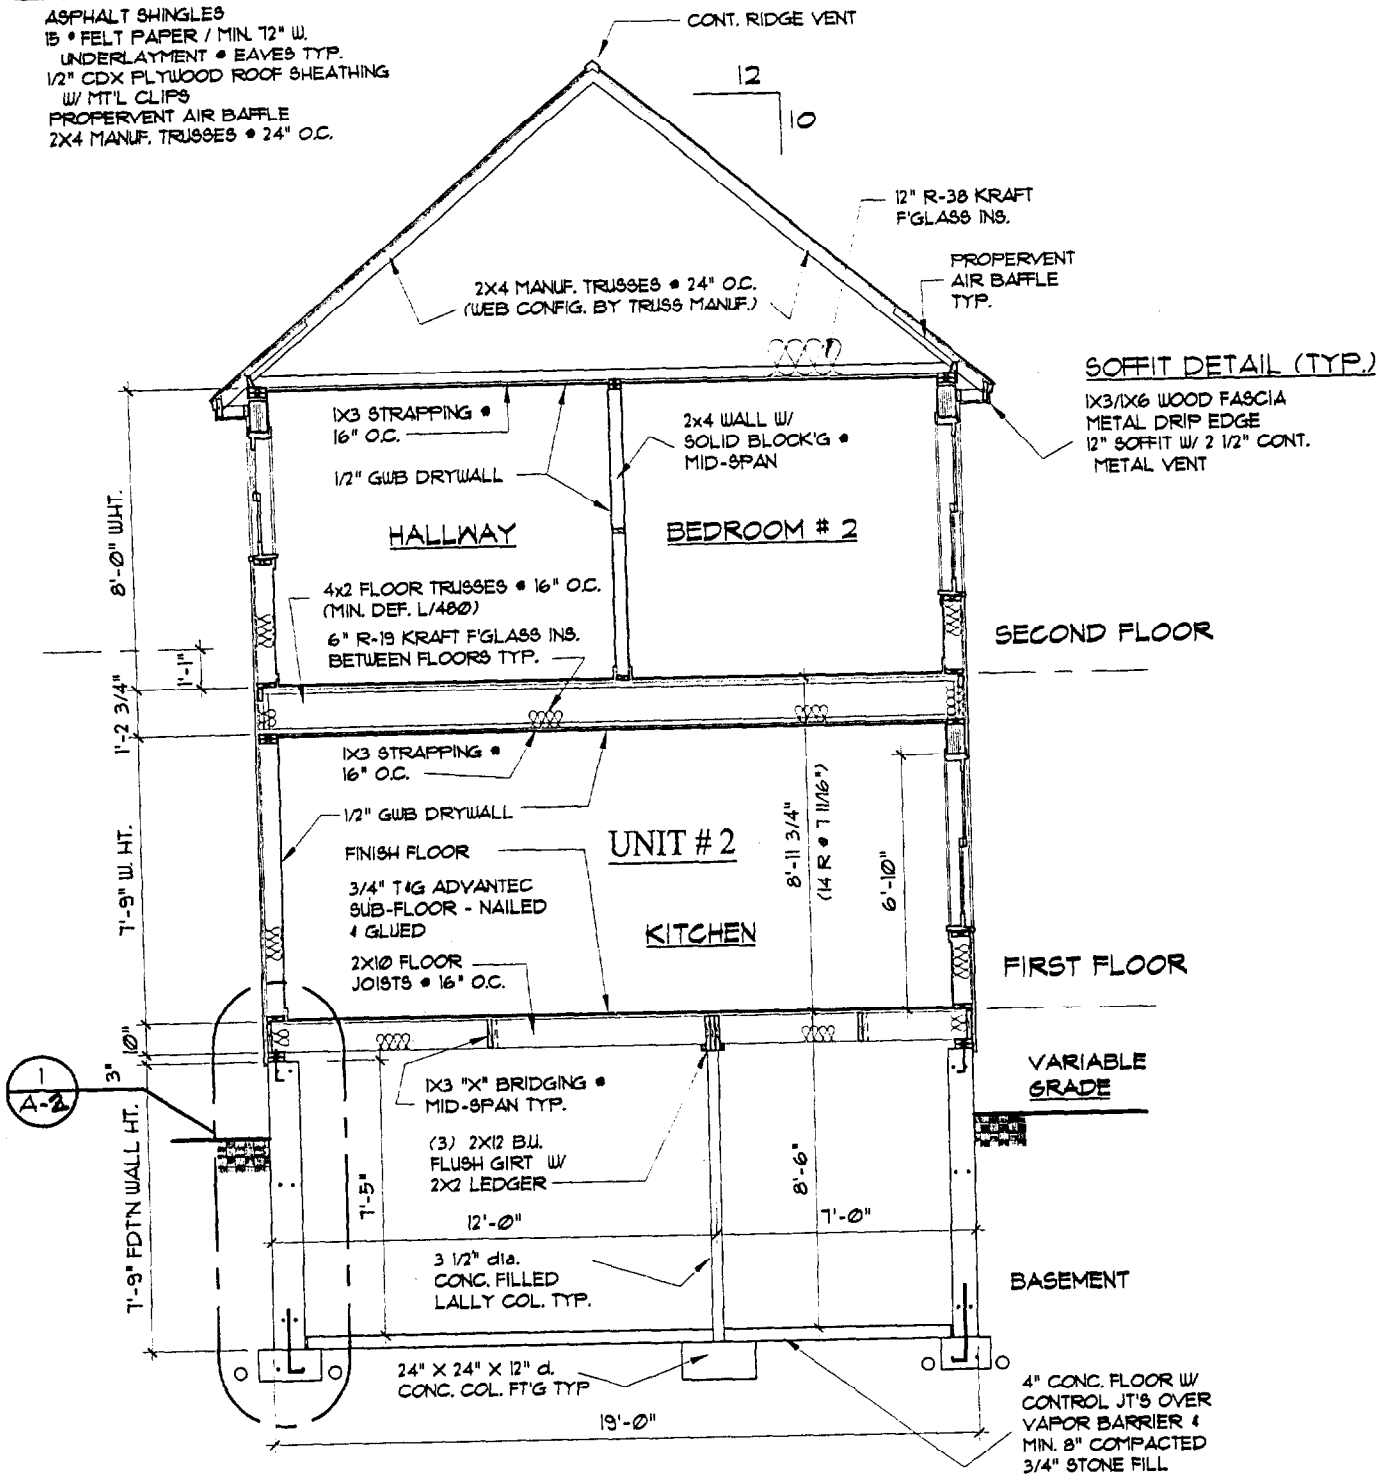 ASPHALT SHINGLES
15 # FELT PAPER / MIN. 72" W.
UNDERLAYMENT @ EAVES TYP.
1/2" CDX PLYWOOD ROOF SHEATHING
W/ MT'L CLIPS
PROPERVENT AIR BAFFLE
2X4 MANUF. TRUSSES @ 24" O.C.
CONT. RIDGE VENT
12
10
12" R-38 KRAFT
F'GLASS INS.
PROPERVENT
AIR BAFFLE
TYP.
2X4 MANUF. TRUSSES @ 24" O.C.
(WEB CONFIG. BY TRUSS MANUF.)
SOFFIT DETAIL (TYP.)
1X3/1X6 WOOD FASCIA
METAL DRIP EDGE
12" SOFFIT W/ 2 1/2" CONT.
METAL VENT
1X3 STRAPPING @
16" O.C.
2x4 WALL W/
SOLID BLOCK'G @
MID-SPAN
1/2" GWB DRYWALL
8'-0" W.HT.
HALLWAY
BEDROOM # 2
4x2 FLOOR TRUSSES @ 16" O.C.
(MIN. DEF. L/480)
6" R-19 KRAFT F'GLASS INS.
BETWEEN FLOORS TYP.
SECOND FLOOR
1'-1"
1'-2 3/4"
1X3 STRAPPING @
16" O.C.
1/2" GWB DRYWALL
UNIT # 2
FINISH FLOOR
8'-11 3/4"
(14 R @ 7 11/16")
6'-10"
7'-9" W. HT.
3/4" T&G ADVANTEC
SUB-FLOOR - NAILED
& GLUED
KITCHEN
2X10 FLOOR
JOISTS @ 16" O.C.
FIRST FLOOR
10"
3"
1
A-2
1X3 "X" BRIDGING @
MID-SPAN TYP.
VARIABLE
GRADE
(3) 2X12 B.U.
FLUSH GIRT W/
2X2 LEDGER
7'-9" FDT'N WALL HT.
7'-5"
8'-6"
12'-0"
7'-0"
3 1/2" dia.
CONC. FILLED
LALLY COL. TYP.
BASEMENT
24" X 24" X 12" d.
CONC. COL. FT'G TYP
4" CONC. FLOOR W/
CONTROL JT'S OVER
VAPOR BARRIER &
MIN. 8" COMPACTED
3/4" STONE FILL
19'-0"